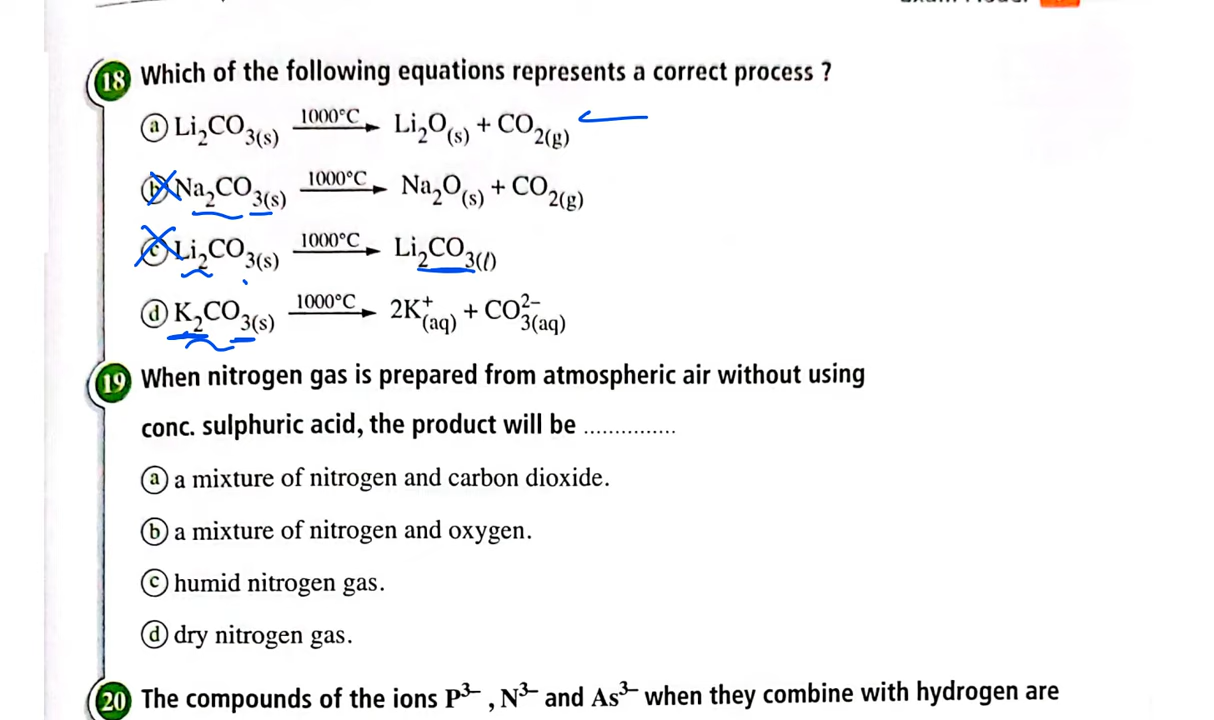 18 Which of the following equations represents a correct process ?
a Li₂CO₃(s) 1000°C → Li₂O(s) + CO₂(g)
b Na₂CO₃(s) 1000°C → Na₂O(s) + CO₂(g)
c Li₂CO₃(s) 1000°C → Li₂CO₃(l)
d K₂CO₃(s) 1000°C → 2K⁺(aq) + CO₃²⁻(aq)
19 When nitrogen gas is prepared from atmospheric air without using
conc. sulphuric acid, the product will be ...............
a a mixture of nitrogen and carbon dioxide.
b a mixture of nitrogen and oxygen.
c humid nitrogen gas.
d dry nitrogen gas.
20 The compounds of the ions P³⁻ , N³⁻ and As³⁻ when they combine with hydrogen are